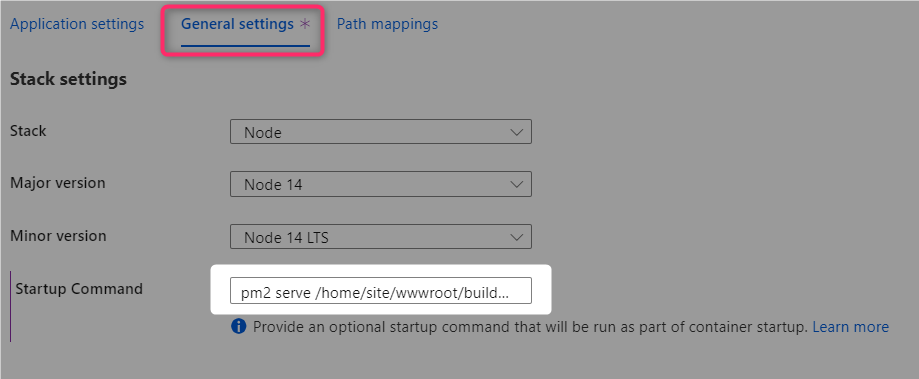 Application settings General settings * Path mappings
Stack settings
Stack Node
Major version Node 14
Minor version Node 14 LTS
Startup Command pm2 serve /home/site/wwwroot/build...
Provide an optional startup command that will be run as part of container startup. Learn more